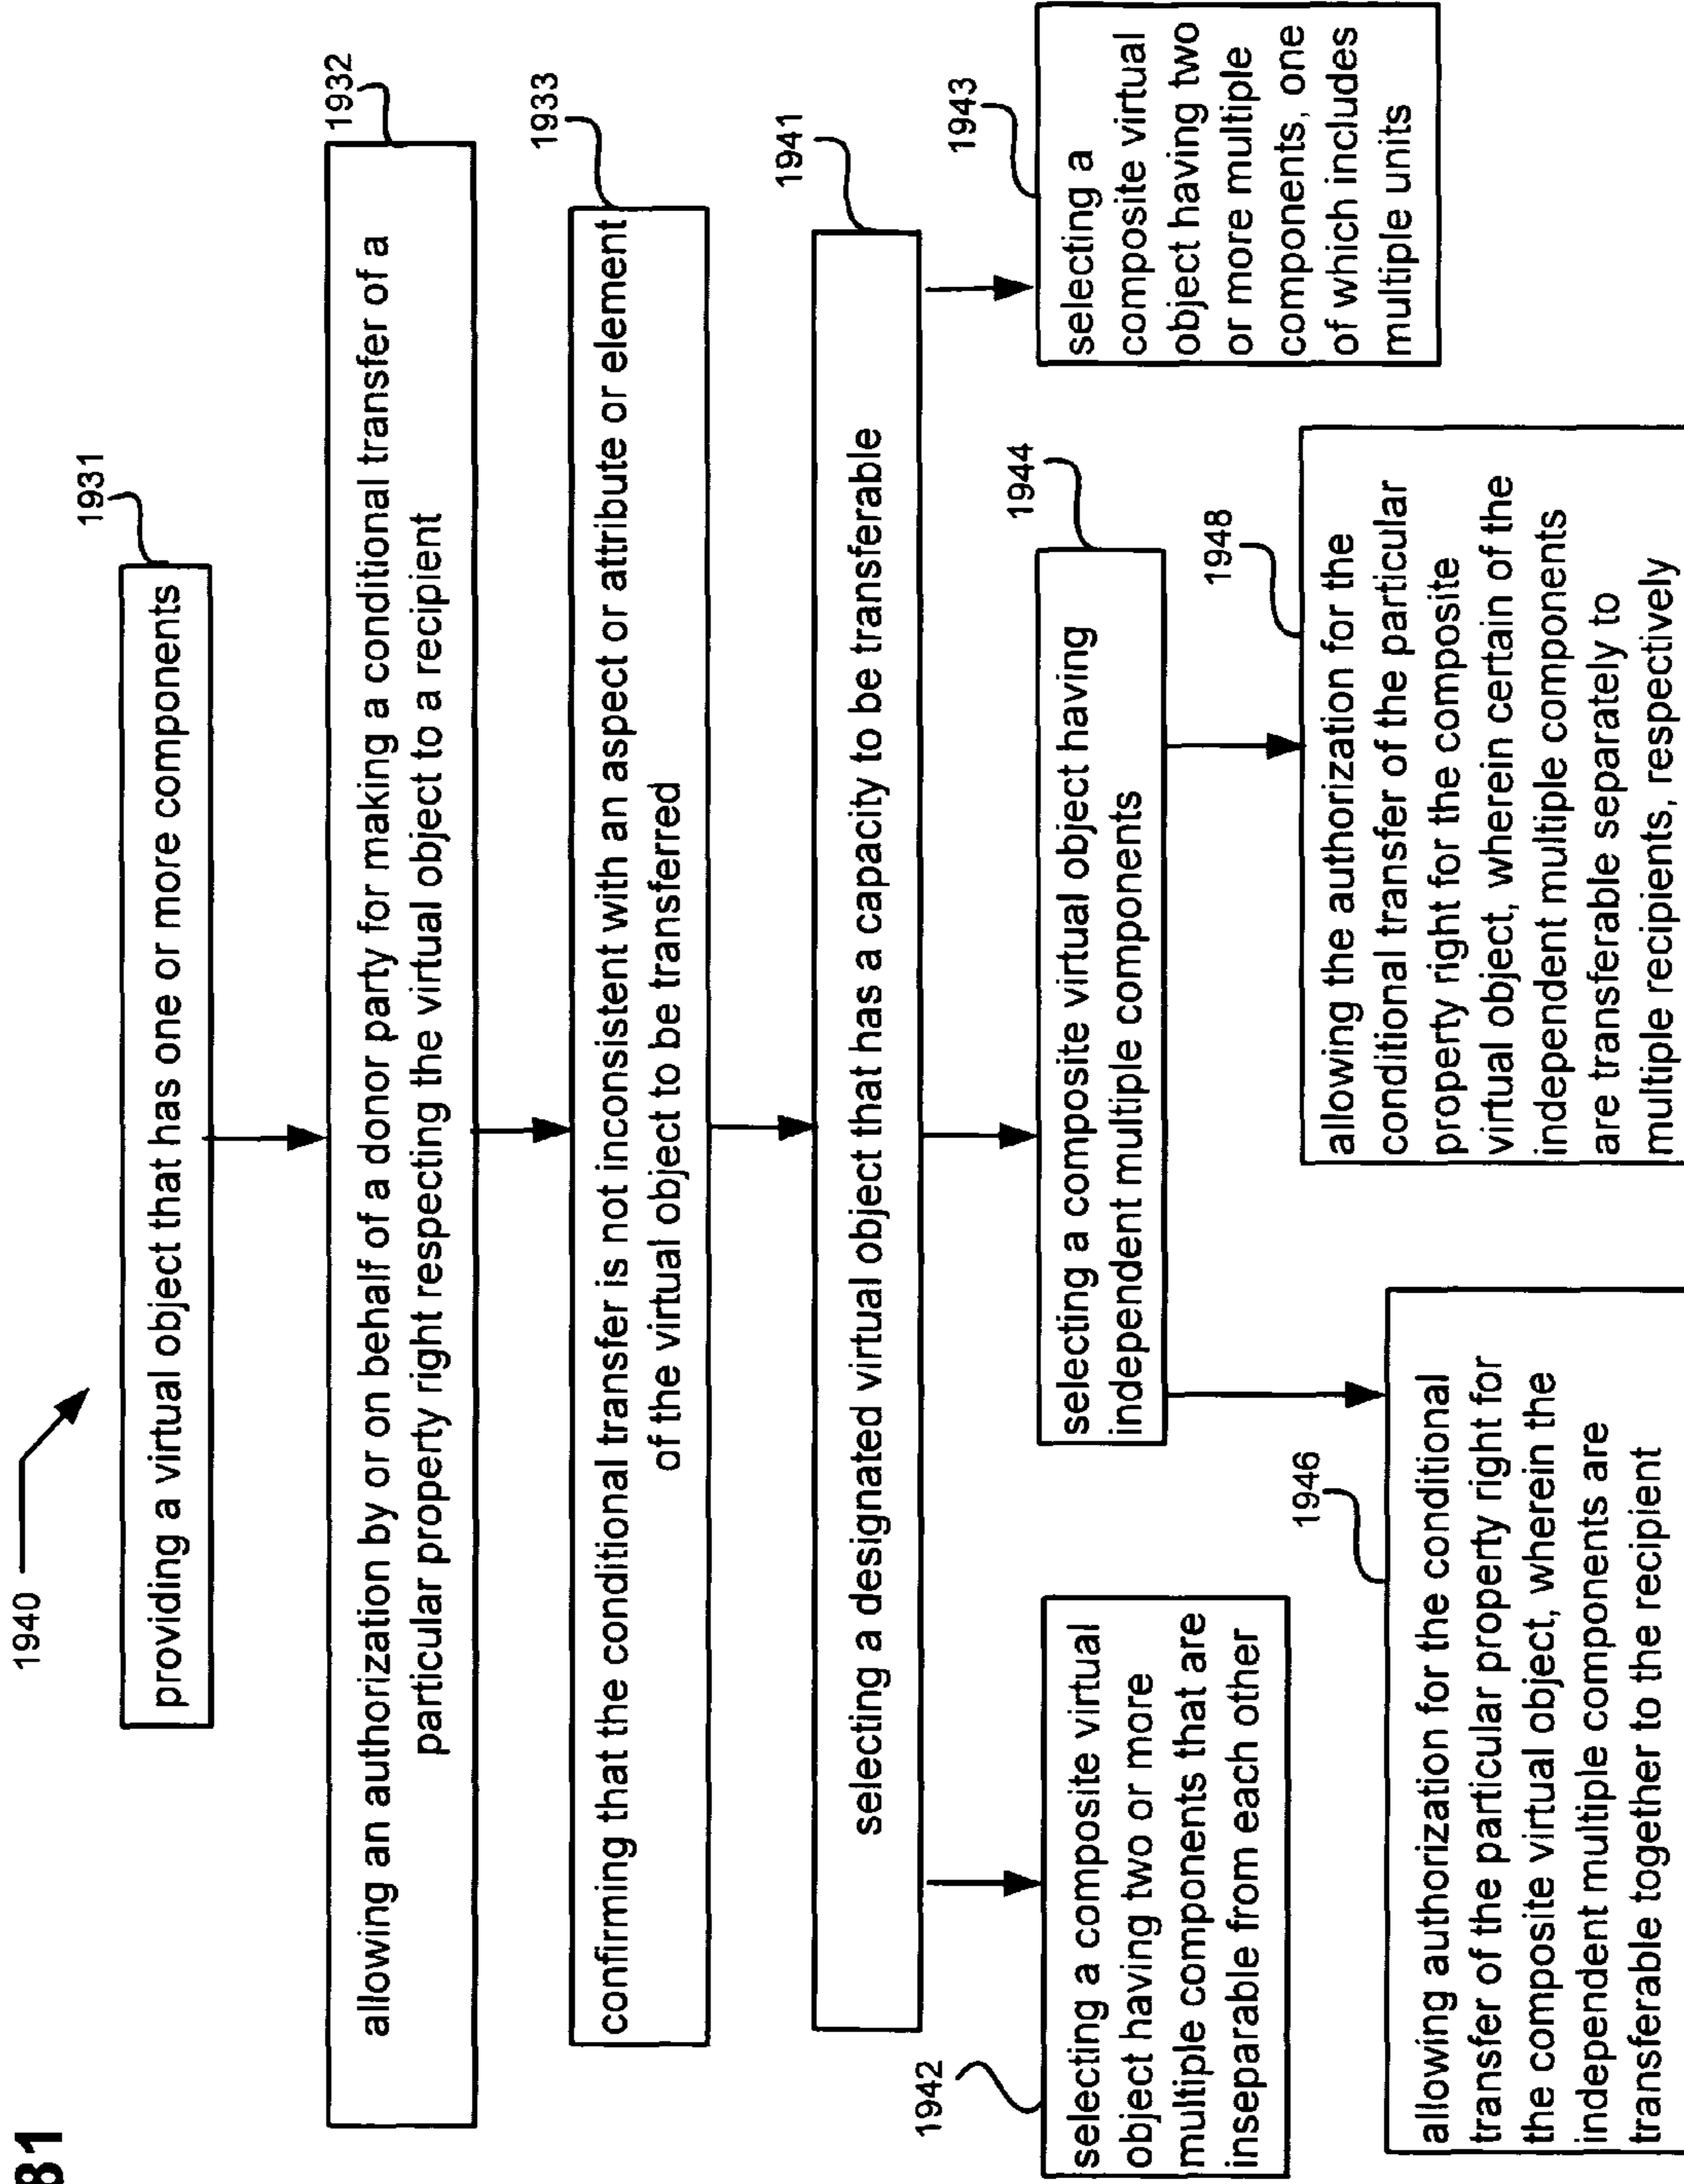 81
1940
1931
providing a virtual object that has one or more components
1932
allowing an authorization by or on behalf of a donor party for making a conditional transfer of a
particular property right respecting the virtual object to a recipient
1933
confirming that the conditional transfer is not inconsistent with an aspect or attribute or element
of the virtual object to be transferred
1941
selecting a designated virtual object that has a capacity to be transferable
1942
selecting a composite virtual
object having two or more
multiple components that are
inseparable from each other
1944
selecting a composite virtual object having
independent multiple components
1943
selecting a
composite virtual
object having two
or more multiple
components, one
of which includes
multiple units
1946
allowing authorization for the conditional
transfer of the particular property right for
the composite virtual object, wherein the
independent multiple components are
transferable together to the recipient
1948
allowing the authorization for the
conditional transfer of the particular
property right for the composite
virtual object, wherein certain of the
independent multiple components
are transferable separately to
multiple recipients, respectively